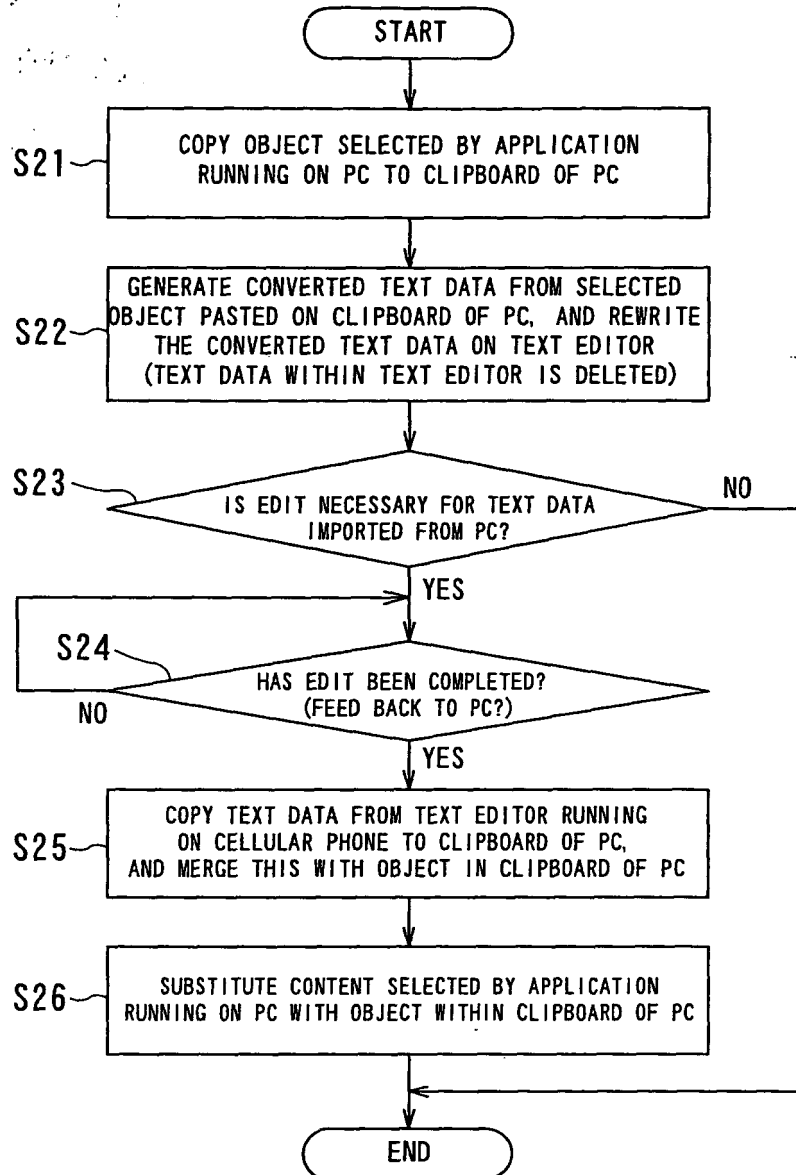 START
S21
COPY OBJECT SELECTED BY APPLICATION
RUNNING ON PC TO CLIPBOARD OF PC
S22
GENERATE CONVERTED TEXT DATA FROM SELECTED
OBJECT PASTED ON CLIPBOARD OF PC, AND REWRITE
THE CONVERTED TEXT DATA ON TEXT EDITOR
(TEXT DATA WITHIN TEXT EDITOR IS DELETED)
S23
IS EDIT NECESSARY FOR TEXT DATA
IMPORTED FROM PC?
NO
YES
S24
HAS EDIT BEEN COMPLETED?
(FEED BACK TO PC?)
NO
YES
S25
COPY TEXT DATA FROM TEXT EDITOR RUNNING
ON CELLULAR PHONE TO CLIPBOARD OF PC,
AND MERGE THIS WITH OBJECT IN CLIPBOARD OF PC
S26
SUBSTITUTE CONTENT SELECTED BY APPLICATION
RUNNING ON PC WITH OBJECT WITHIN CLIPBOARD OF PC
END